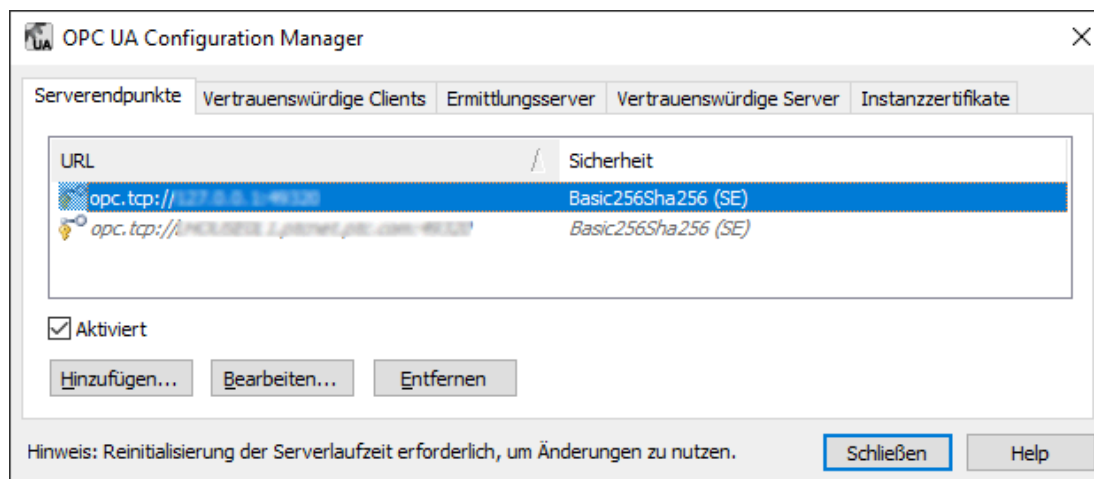 UA OPC UA Configuration Manager
Serverendpunkte Vertrauenswürdige Clients Ermittlungsserver Vertrauenswürdige Server Instanzzertifikate
URL Sicherheit
opc.tcp:// Basic256Sha256 (SE)
opc.tcp:// Basic256Sha256 (SE)
Aktiviert
Hinzufügen... Bearbeiten... Entfernen
Hinweis: Reinitialisierung der Serverlaufzeit erforderlich, um Änderungen zu nutzen. Schließen Help